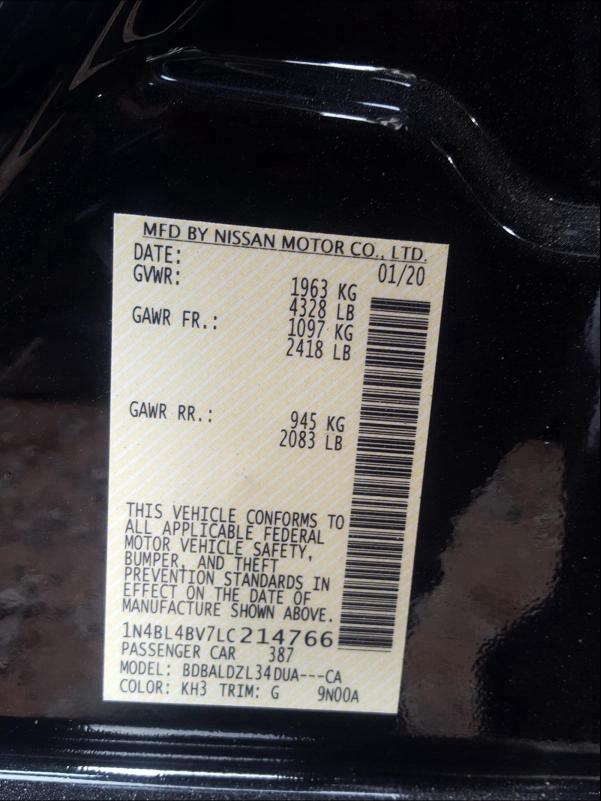 MFD BY NISSAN MOTOR CO., LTD.
DATE: 01/20
GVWR: 1963 KG
4328 LB
GAWR FR.: 1097 KG
2418 LB
GAWR RR.: 945 KG
2083 LB
THIS VEHICLE CONFORMS TO
ALL APPLICABLE FEDERAL
MOTOR VEHICLE SAFETY,
BUMPER, AND THEFT
PREVENTION STANDARDS IN
EFFECT ON THE DATE OF
MANUFACTURE SHOWN ABOVE.
1N4BL4BV7LC214766
PASSENGER CAR 387
MODEL: BDBALDZL34DUA---CA
COLOR: KH3 TRIM: G 9N00A